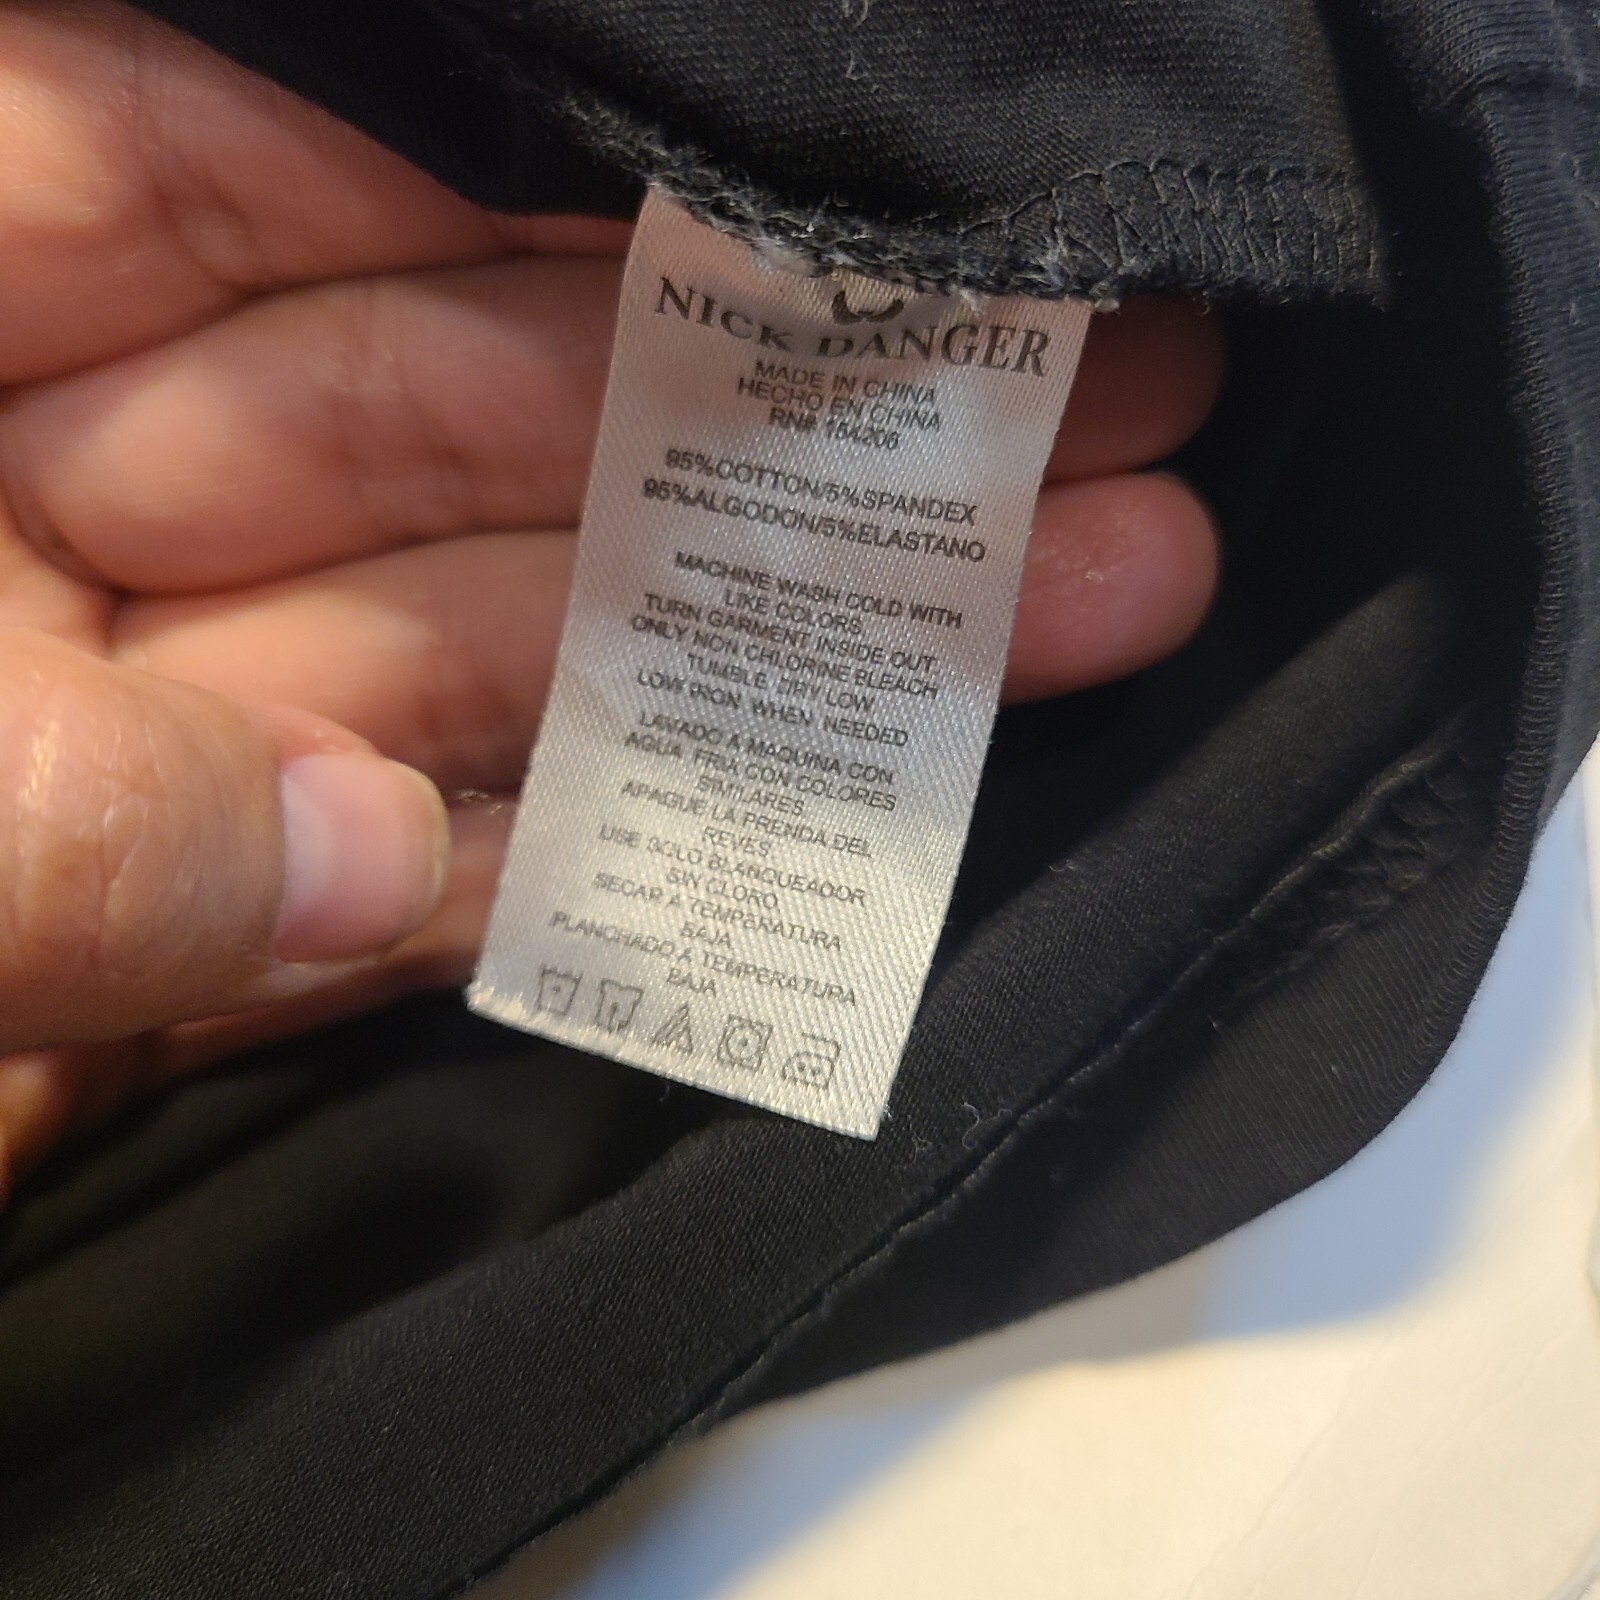 NICK DANGER
MADE IN CHINA
HECHO EN CHINA
RN# 154206
95%COTTON/5%SPANDEX
95%ALGODON/5%ELASTANO
MACHINE WASH COLD WITH
LIKE COLORS,
TURN GARMENT INSIDE OUT,
ONLY NON CHLORINE BLEACH
TUMBLE DRY LOW
LOW IRON WHEN NEEDED
LAVADO A MAQUINA CON
AGUA FRIA CON COLORES
SIMILARES,
APAGUE LA PRENDA DEL
REVES,
USE SOLO BLANQUEADOR
SIN CLORO
SECAR A TEMPERATURA
BAJA
PLANCHADO A TEMPERATURA
BAJA